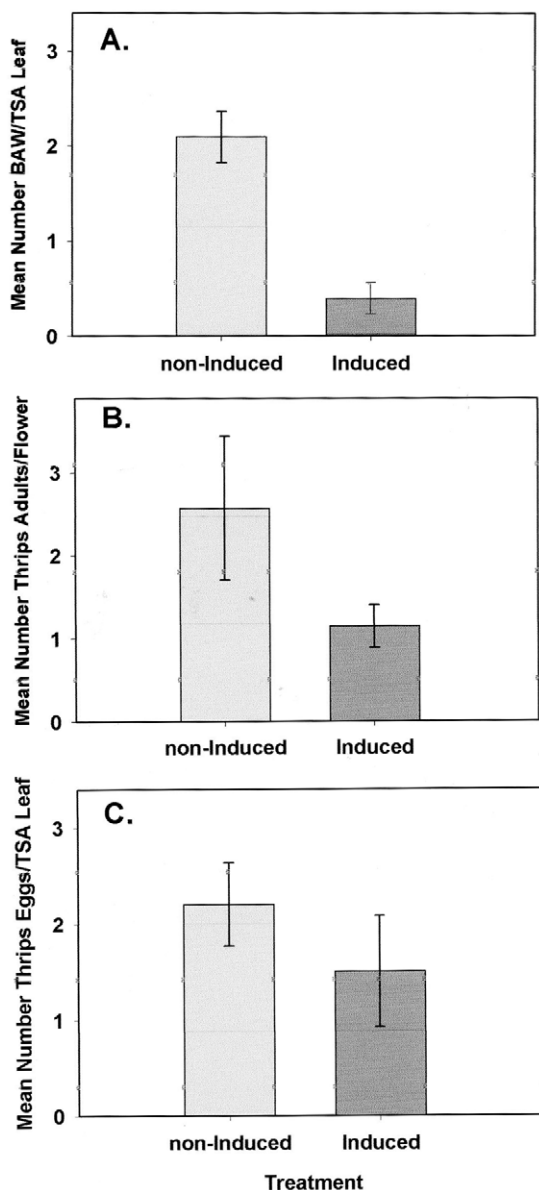 A.
Mean Number BAW/TSA Leaf
3
2
1
0
non-Induced Induced
B.
Mean Number Thrips Adults/Flower
3
2
1
0
non-Induced Induced
C.
Mean Number Thrips Eggs/TSA Leaf
3
2
1
0
non-Induced Induced
Treatment